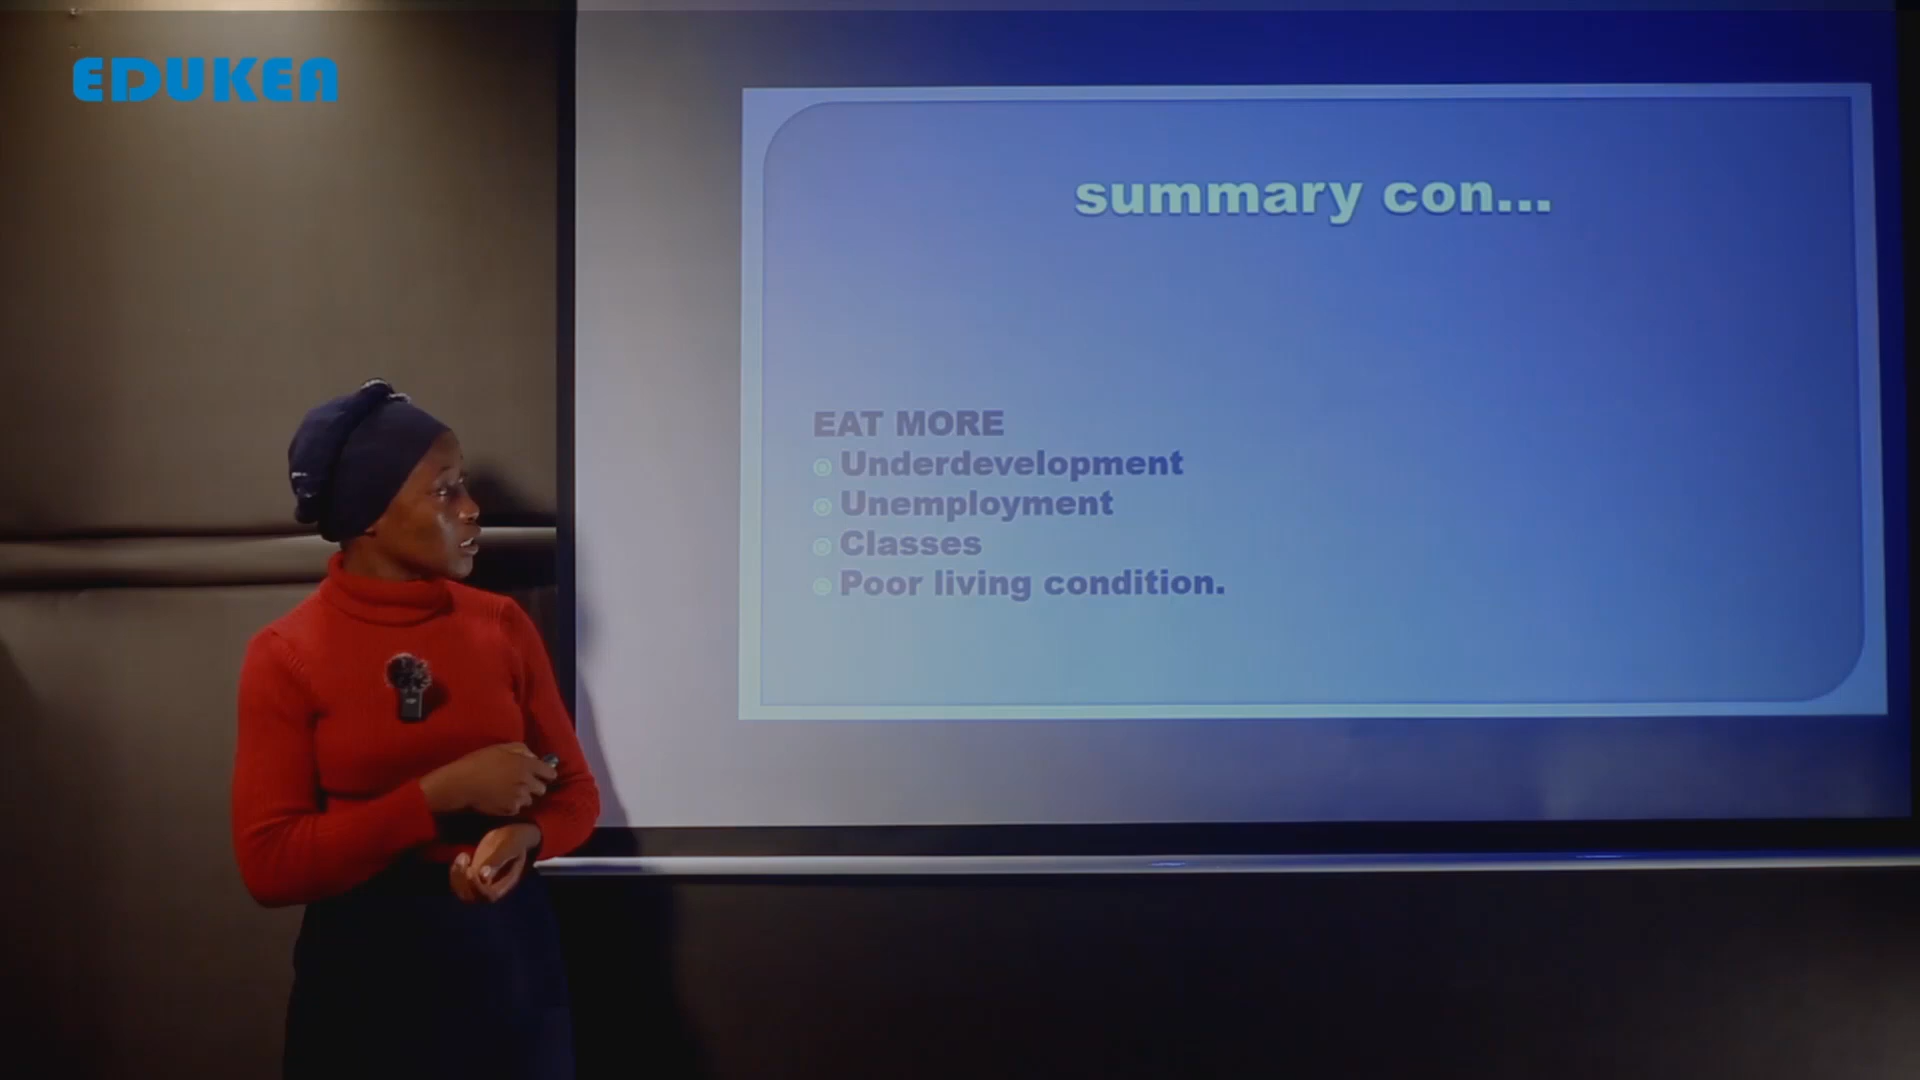 EDUKEA
summary con...
EAT MORE
Underdevelopment
Unemployment
Classes
Poor living condition.